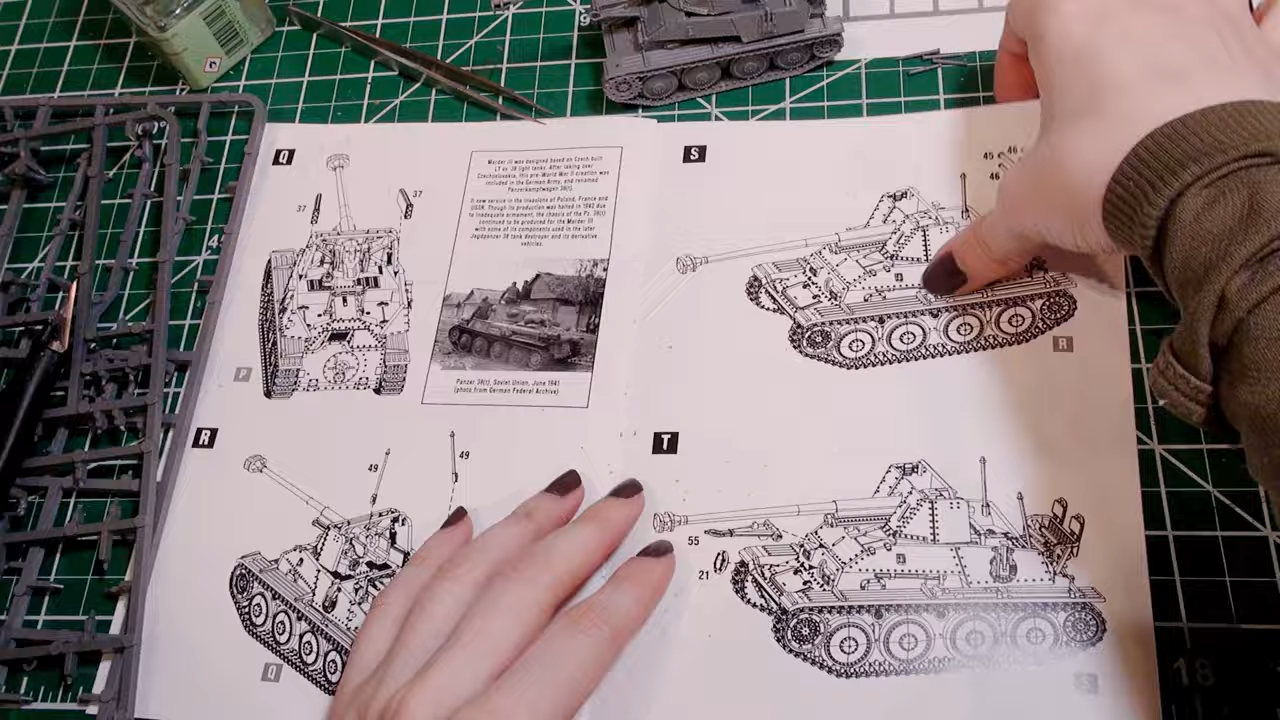 Q
37
37
P
Marder III was designed based on Czech built
LT vz. 38 light tanks. After taking over
Czechoslovakia, this pre-World War II creation was
included in the German Army, and renamed
Panzerkampfwagen 38(t).
It saw service in the invasions of Poland, France and
USSR. Though its production was halted in 1942 due
to inadequate armament, the chassis of the Pz. 38(t)
continued to be produced for the Marder III
with some of its components used in the later
Jagdpanzer 38 tank destroyer and its derivative
vehicles.
Panzer 38(t), Soviet Union, June 1941
(photo from German Federal Archive)
R
49
49
Q
S
45
46
46
R
T
55
21
S
18